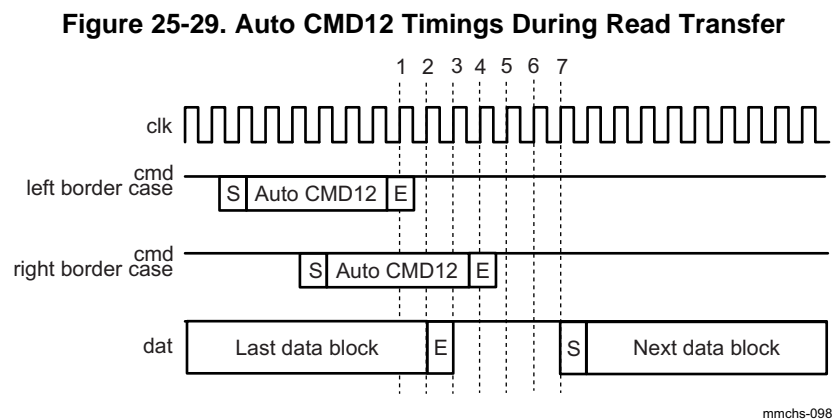 Figure 25-29. Auto CMD12 Timings During Read Transfer
1 2 3 4 5 6 7
clk
cmd
left border case
S Auto CMD12 E
cmd
right border case
S Auto CMD12 E
dat
Last data block E S Next data block
mmchs-098